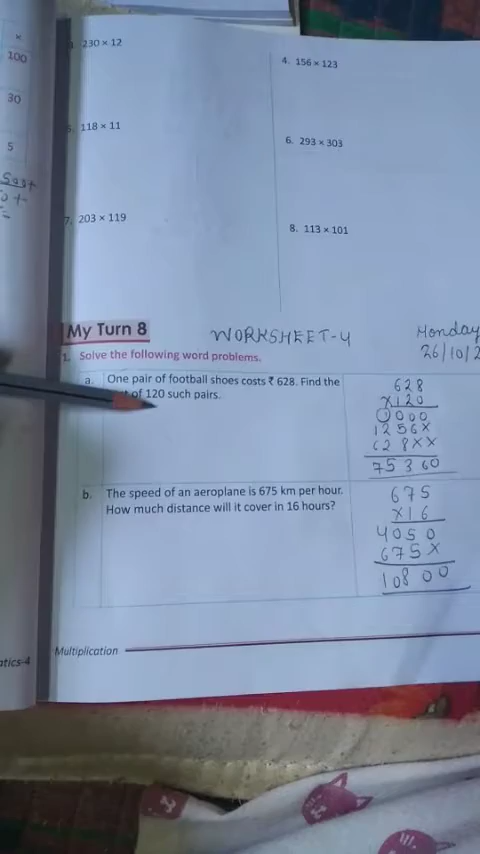 ×
100
30
5
3. 230 × 12
4. 156 × 123
5. 118 × 11
6. 293 × 303
7. 203 × 119
8. 113 × 101
My Turn 8
WORKSHEET-4
Monday
26/10/2
1. Solve the following word problems.
a. One pair of football shoes costs ₹ 628. Find the
of 120 such pairs.
628
×120
0000
1256×
628××
75360
b. The speed of an aeroplane is 675 km per hour.
How much distance will it cover in 16 hours?
675
×16
4050
675×
10800
Multiplication
atics-4